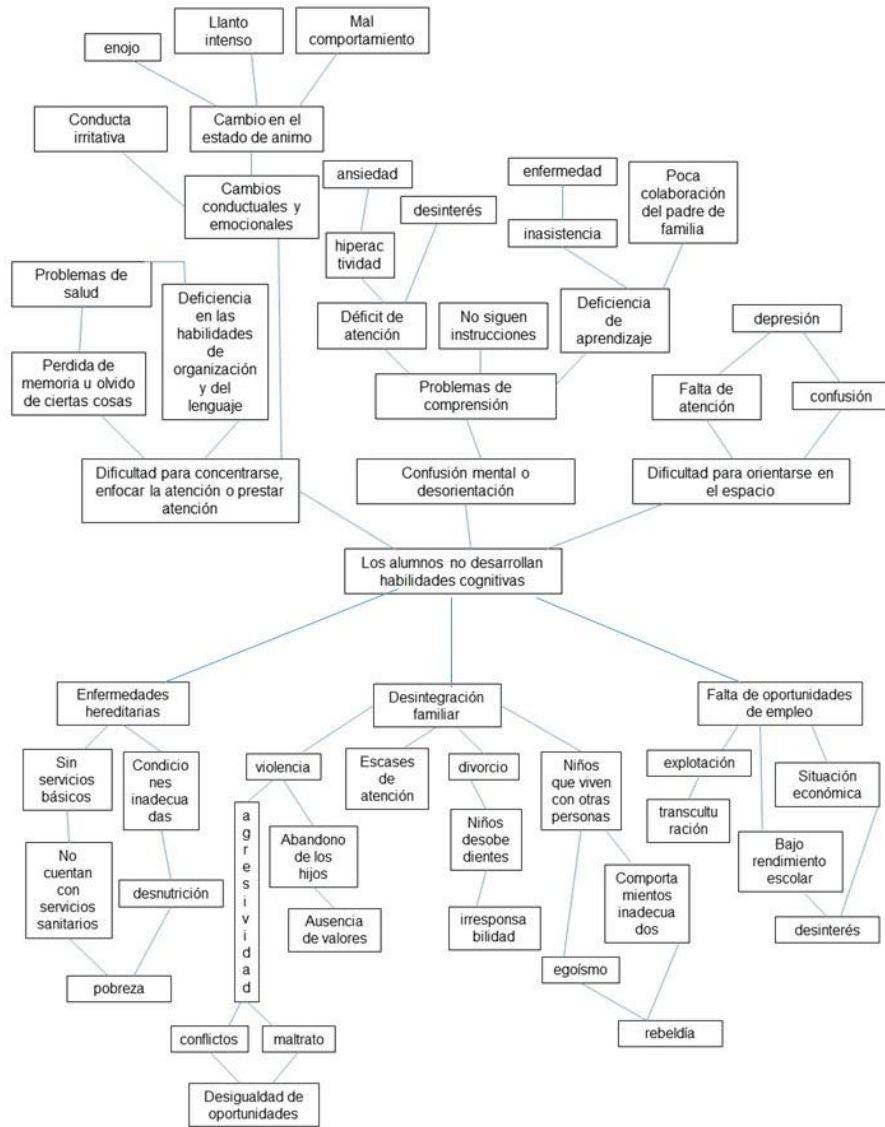 Llanto
intenso
Mal
comportamiento
enojo
Conducta
irritativa
Cambio en el
estado de animo
Cambios
conductuales y
emocionales
ansiedad
desinterés
hiperac
tividad
enfermedad
inasistencia
Poca
colaboración
del padre de
familia
Problemas de
salud
Deficiencia
en las
habilidades
de
organización
y del
lenguaje
Perdida de
memoria u olvido
de ciertas cosas
Déficit de
atención
No siguen
instrucciones
Deficiencia
de
aprendizaje
Problemas de
comprensión
depresión
Falta de
atención
confusión
Dificultad para concentrarse,
enfocar la atención o prestar
atención
Confusión mental o
desorientación
Dificultad para orientarse en
el espacio
Los alumnos no desarrollan
habilidades cognitivas
Enfermedades
hereditarias
Desintegración
familiar
Falta de oportunidades
de empleo
Sin
servicios
básicos
Condicio
nes
inadecua
das
No
cuentan
con
servicios
sanitarios
desnutrición
pobreza
violencia
agresividad
Abandono
de los
hijos
Ausencia
de valores
conflictos
maltrato
Desigualdad de
oportunidades
Escases
de
atención
divorcio
Niños
desobe
dientes
irresponsa
bilidad
Niños
que viven
con otras
personas
Comporta
mientos
inadecua
dos
egoísmo
rebeldía
explotación
transcultu
ración
Situación
económica
Bajo
rendimiento
escolar
desinterés